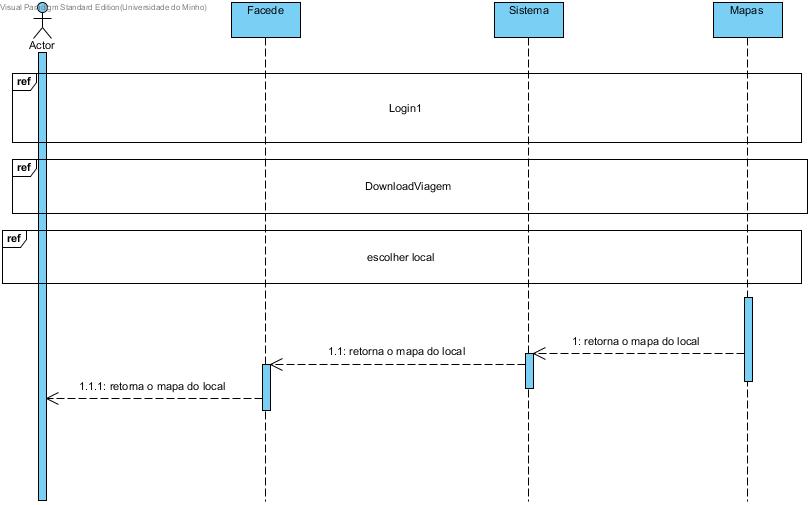 Visual Paradigm Standard Edition(Universidade do Minho)
Actor
Facede
Sistema
Mapas
ref
Login1
ref
DownloadViagem
ref
escolher local
1: retorna o mapa do local
1.1: retorna o mapa do local
1.1.1: retorna o mapa do local